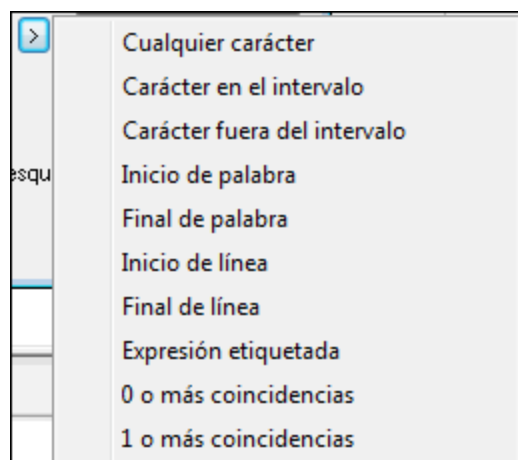 >
Cualquier carácter
Carácter en el intervalo
Carácter fuera del intervalo
esqu
Inicio de palabra
Final de palabra
Inicio de línea
Final de línea
Expresión etiquetada
0 o más coincidencias
1 o más coincidencias